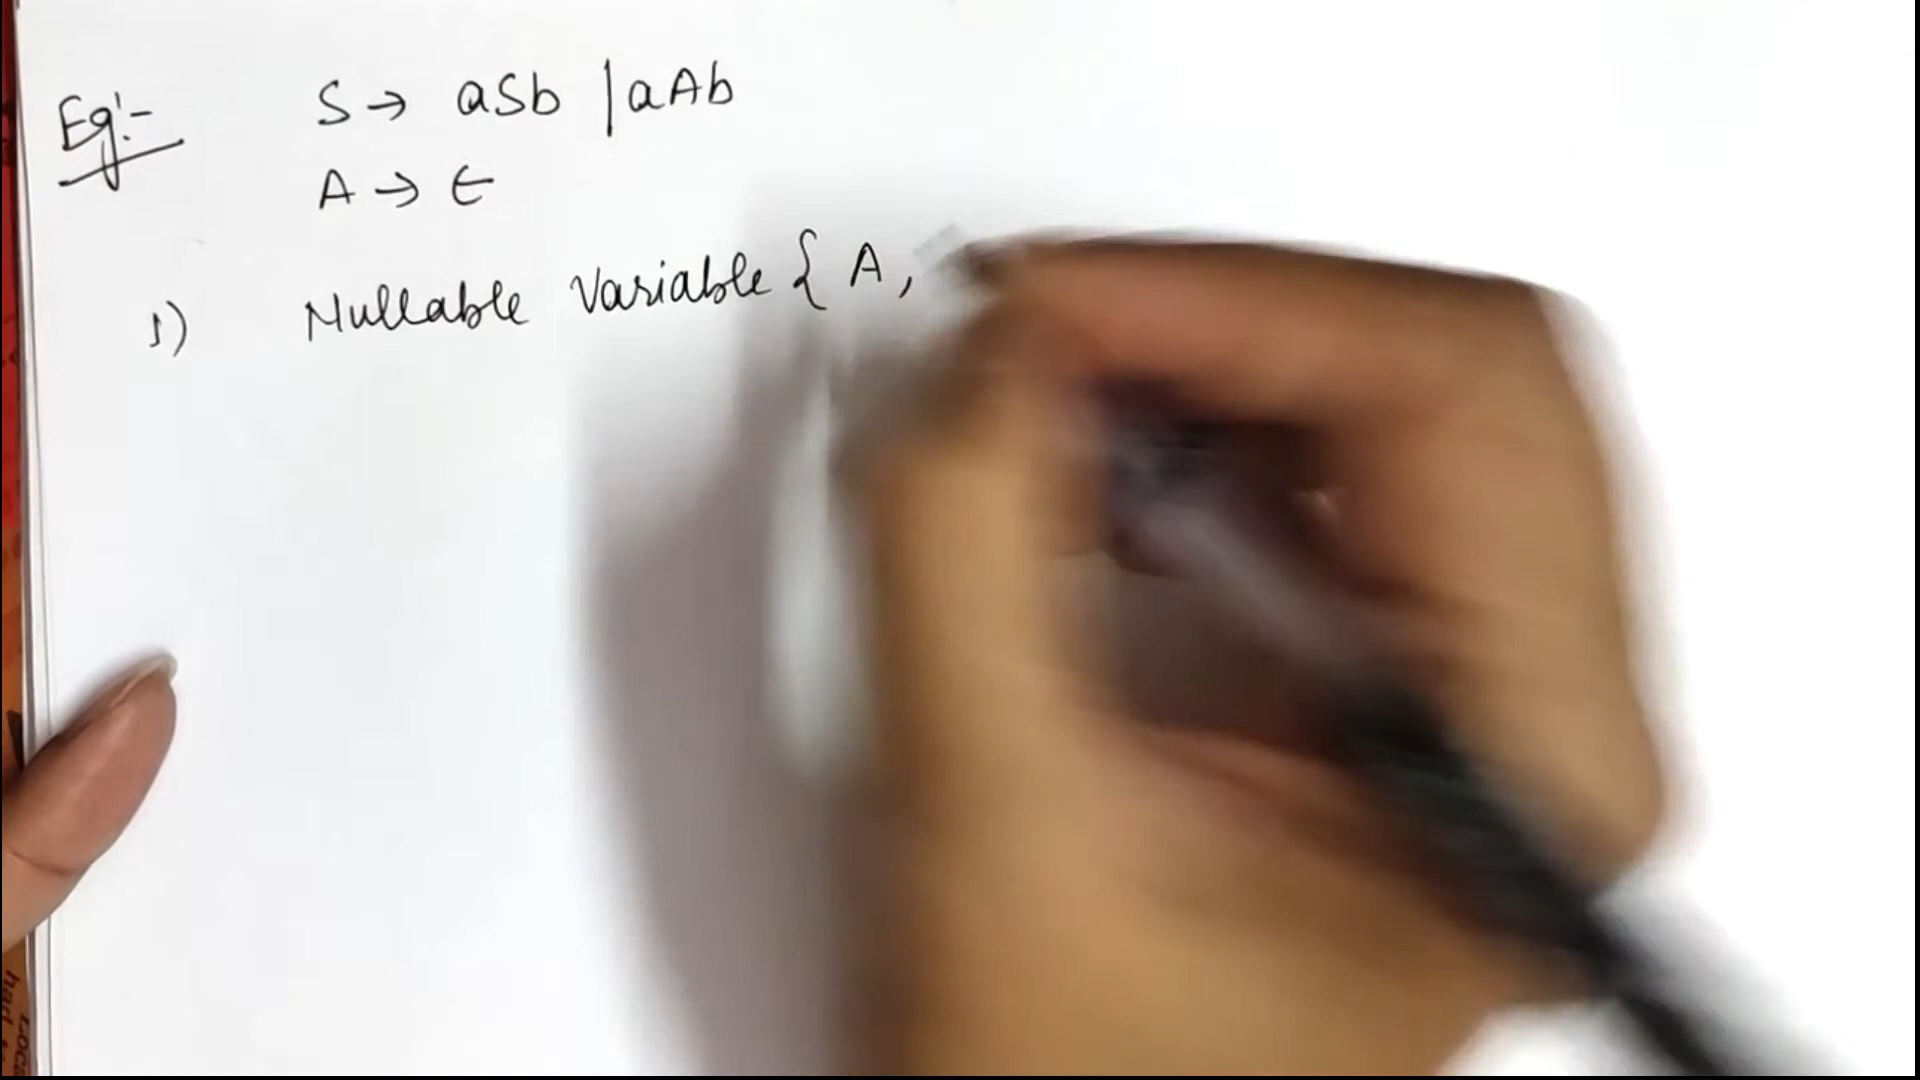 Eg:-
S → aSb | aAb
A → ε
1) Nullable Variable { A ,